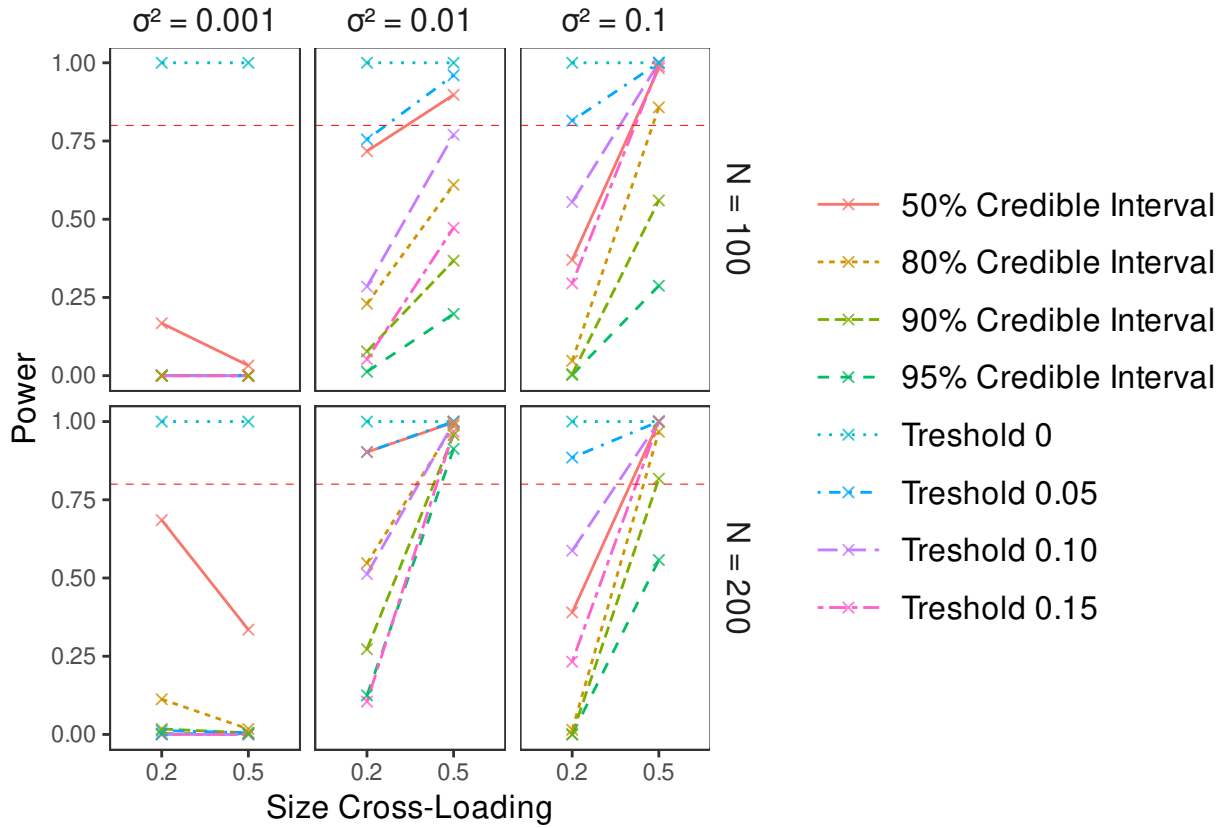 σ² = 0.001
σ² = 0.01
σ² = 0.1
1.00
0.75
0.50
0.25
0.00
N = 100
1.00
0.75
0.50
0.25
0.00
N = 200
Power
0.2
0.5
0.2
0.5
0.2
0.5
Size Cross-Loading
50% Credible Interval
80% Credible Interval
90% Credible Interval
95% Credible Interval
Treshold 0
Treshold 0.05
Treshold 0.10
Treshold 0.15